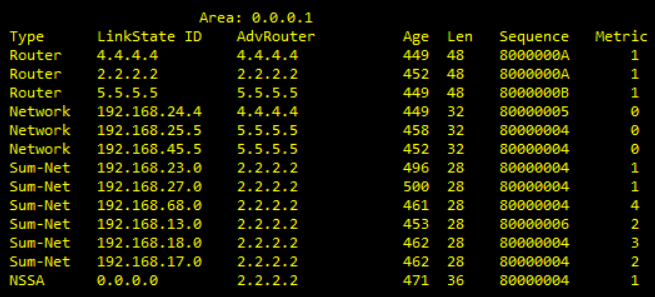 Area: 0.0.0.1
Type LinkState ID AdvRouter Age Len Sequence Metric
Router 4.4.4.4 4.4.4.4 449 48 8000000A 1
Router 2.2.2.2 2.2.2.2 452 48 8000000A 1
Router 5.5.5.5 5.5.5.5 449 48 8000000B 1
Network 192.168.24.4 4.4.4.4 449 32 80000005 0
Network 192.168.25.5 5.5.5.5 458 32 80000004 0
Network 192.168.45.5 5.5.5.5 452 32 80000004 0
Sum-Net 192.168.23.0 2.2.2.2 496 28 80000004 1
Sum-Net 192.168.27.0 2.2.2.2 500 28 80000004 1
Sum-Net 192.168.68.0 2.2.2.2 461 28 80000004 4
Sum-Net 192.168.13.0 2.2.2.2 453 28 80000006 2
Sum-Net 192.168.18.0 2.2.2.2 462 28 80000004 3
Sum-Net 192.168.17.0 2.2.2.2 462 28 80000004 2
NSSA 0.0.0.0 2.2.2.2 471 36 80000004 1